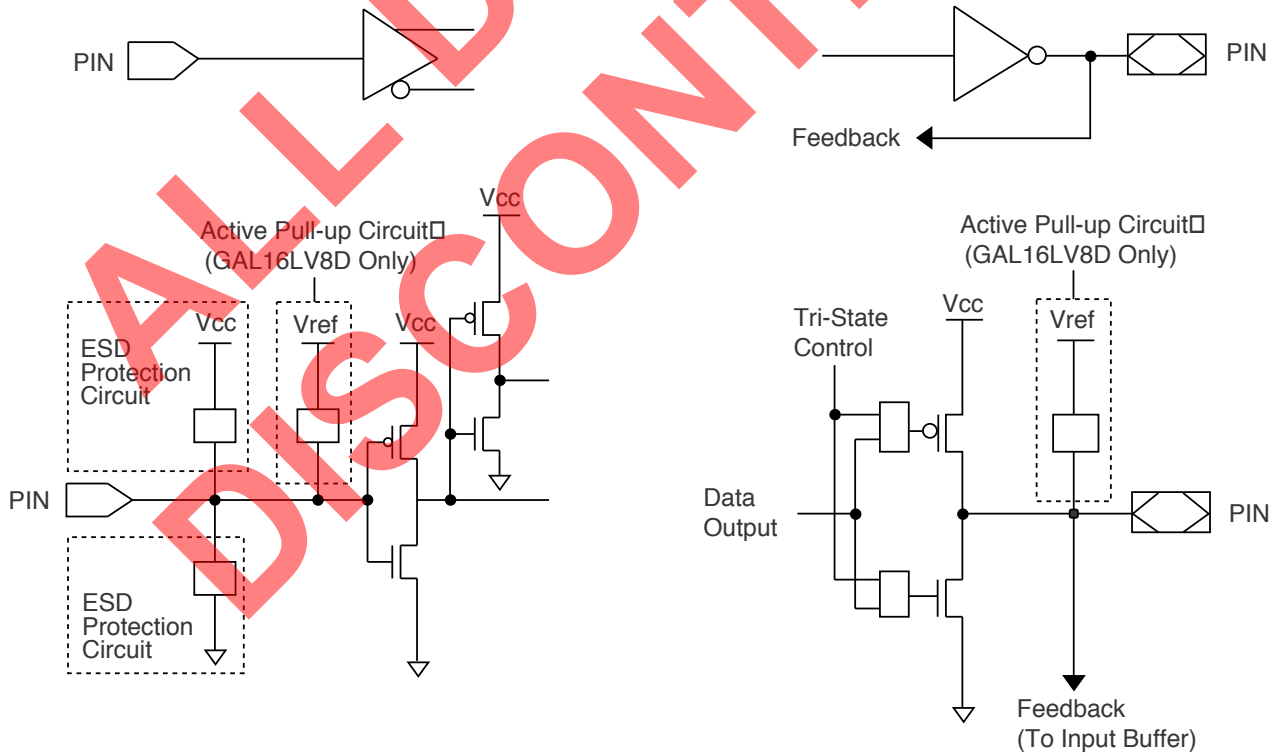 PIN
PIN
Feedback
Active Pull-up Circuit□
(GAL16LV8D Only)
Vcc
ESD
Protection
Circuit
Vcc
Vref
Vcc
PIN
ESD
Protection
Circuit
Active Pull-up Circuit□
(GAL16LV8D Only)
Tri-State
Control
Vcc
Vref
Data
Output
PIN
Feedback
(To Input Buffer)
ALL D
DISCONT